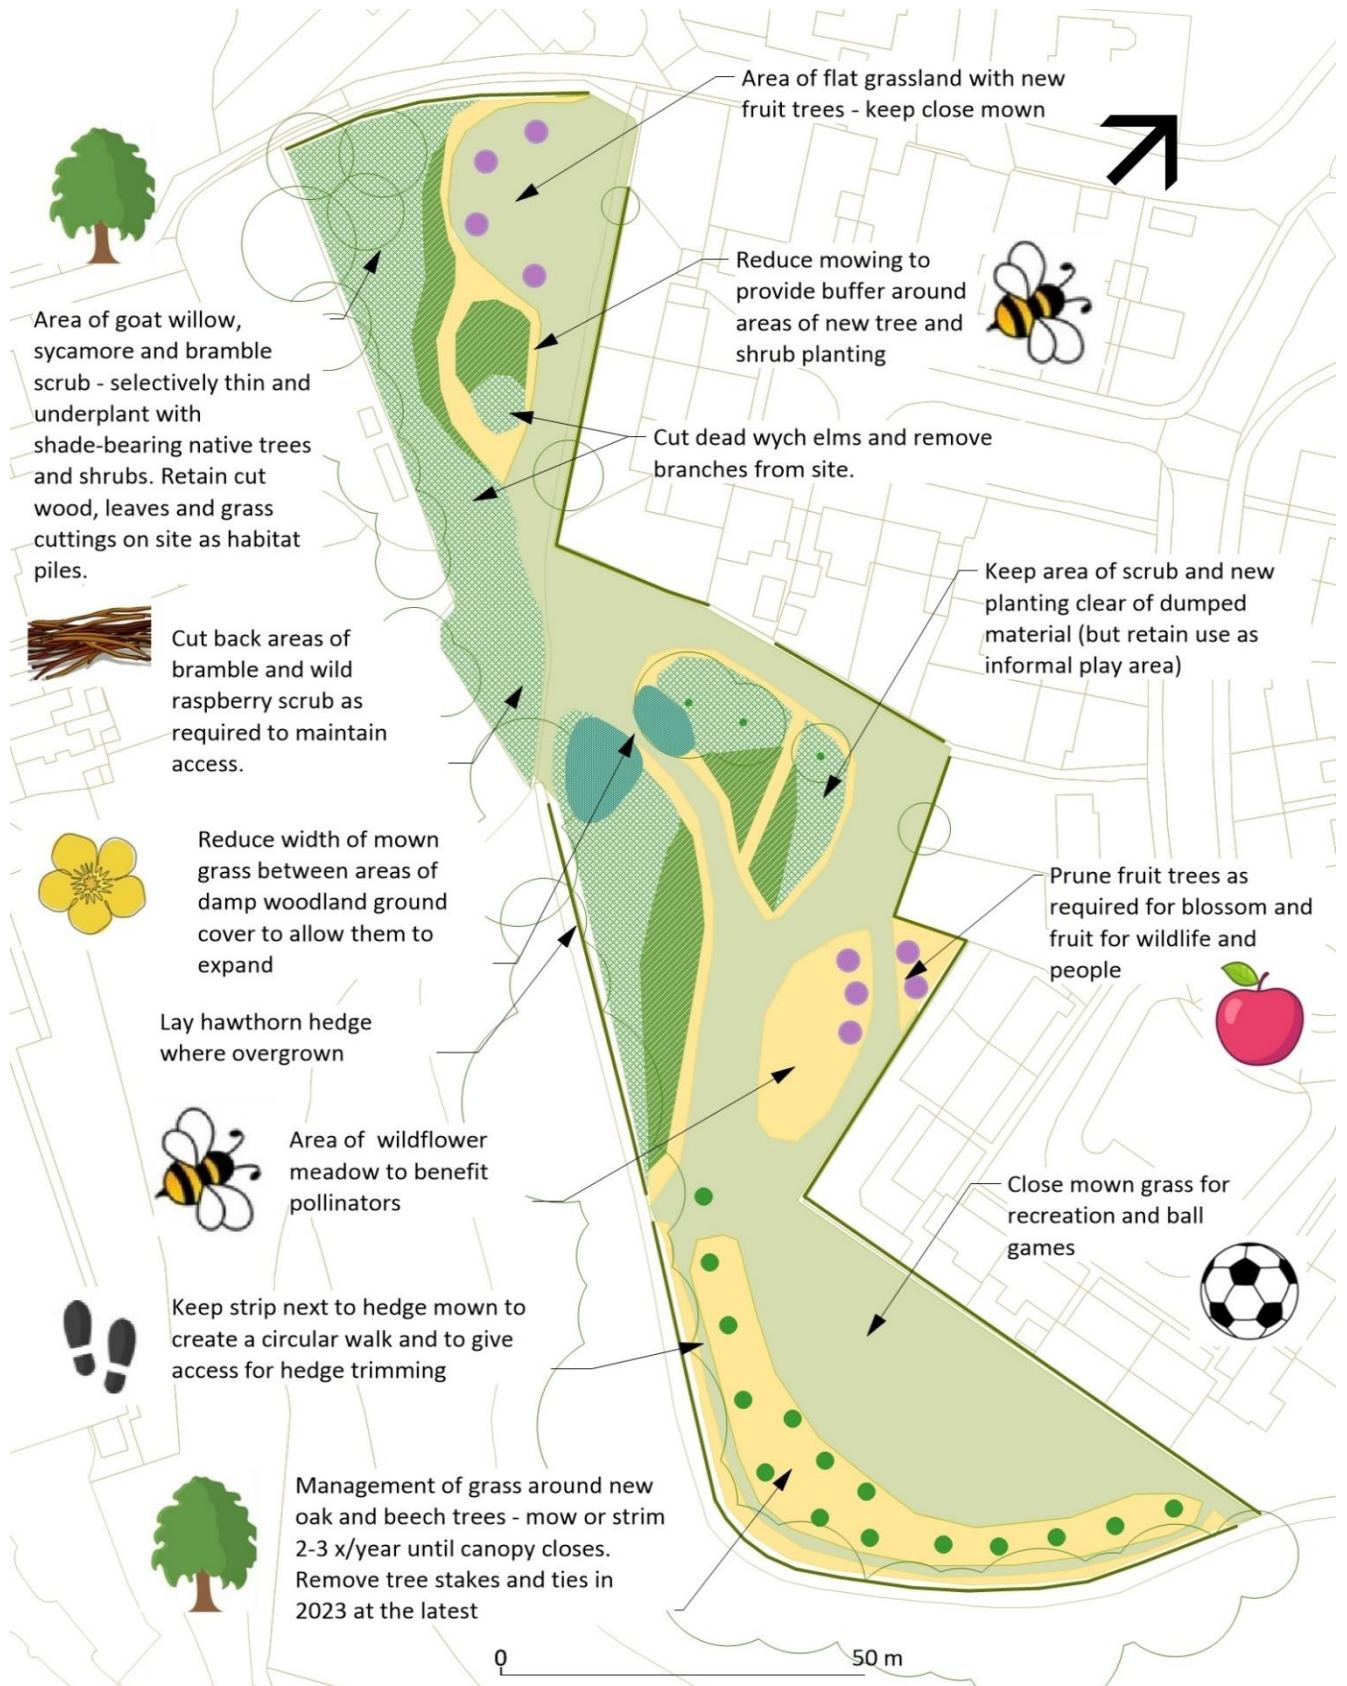 Area of flat grassland with new
fruit trees - keep close mown
Reduce mowing to
provide buffer around
areas of new tree and
shrub planting
Area of goat willow,
sycamore and bramble
scrub - selectively thin and
underplant with
shade-bearing native trees
and shrubs. Retain cut
wood, leaves and grass
cuttings on site as habitat
piles.
Cut dead wych elms and remove
branches from site.
Keep area of scrub and new
planting clear of dumped
material (but retain use as
informal play area)
Cut back areas of
bramble and wild
raspberry scrub as
required to maintain
access.
Reduce width of mown
grass between areas of
damp woodland ground
cover to allow them to
expand
Prune fruit trees as
required for blossom and
fruit for wildlife and
people
Lay hawthorn hedge
where overgrown
Area of wildflower
meadow to benefit
pollinators
Close mown grass for
recreation and ball
games
Keep strip next to hedge mown to
create a circular walk and to give
access for hedge trimming
Management of grass around new
oak and beech trees - mow or strim
2-3 x/year until canopy closes.
Remove tree stakes and ties in
2023 at the latest
0 50 m